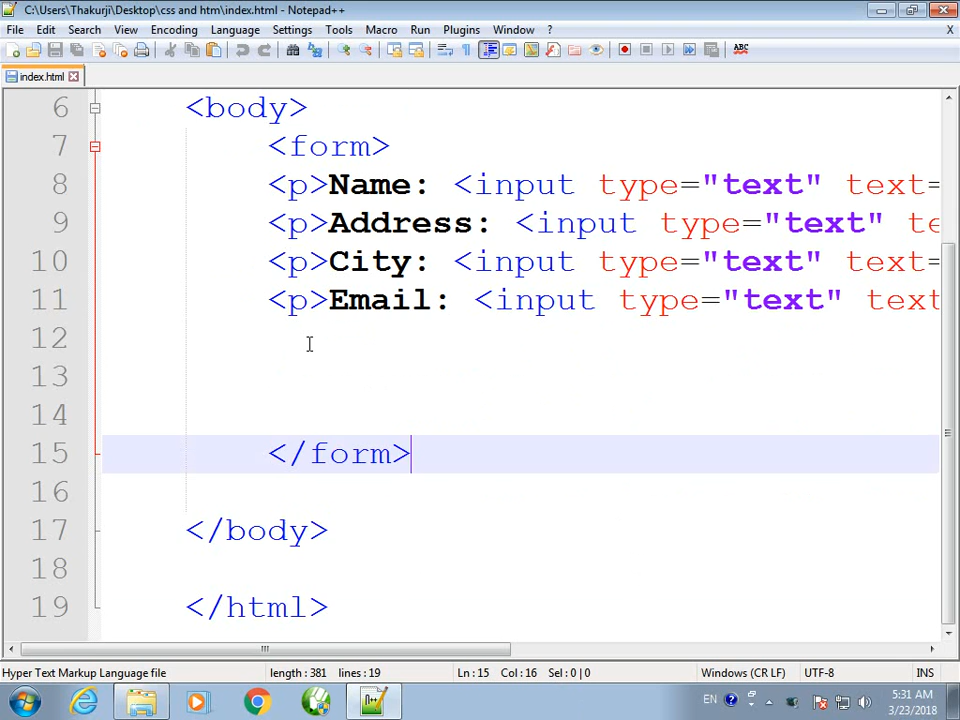 C:\Users\Thakurji\Desktop\css and htm\index.html - Notepad++
File Edit Search View Encoding Language Settings Tools Macro Run Plugins Window ? X
ABC
index.html
6 <body>
7 <form>
8 <p>Name: <input type="text" text=
9 <p>Address: <input type="text" te
10 <p>City: <input type="text" text=
11 <p>Email: <input type="text" text
12
13
14
15 </form>
16
17 </body>
18
19 </html>
Hyper Text Markup Language file length : 381 lines : 19 Ln : 15 Col : 16 Sel : 0 | 0 Windows (CR LF) UTF-8 INS
EN 5:31 AM
3/23/2018